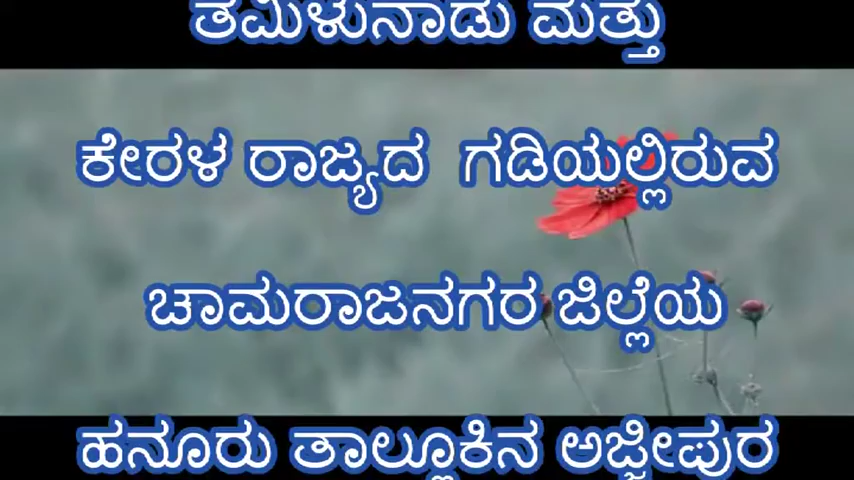 ತಮಿಳುನಾಡು ಮತ್ತು
ಕೇರಳ ರಾಜ್ಯದ ಗಡಿಯಲ್ಲಿರುವ
ಚಾಮರಾಜನಗರ ಜಿಲ್ಲೆಯ
ಹನೂರು ತಾಲ್ಲೂಕಿನ ಅಜ್ಜೀಪುರ